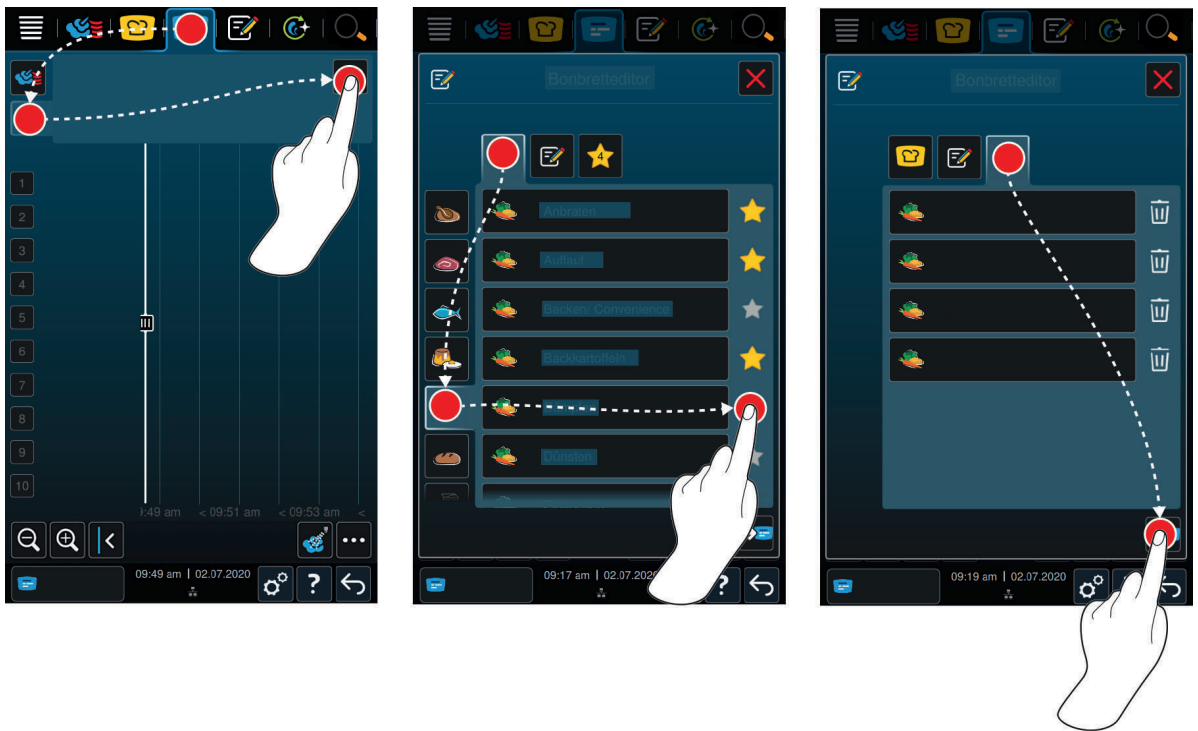 1
2
3
4
5
6
7
8
9
10
:49 am < 09:51 am < 09:53 am <
09:49 am | 02.07.2020
?
Bonbretteditor
4
Anbraten
Auflauf
Backen/ Convenience
Backkartoffeln
Dünsten
09:17 am | 02.07.202
?
Bonbretteditor
09:19 am | 02.07.2020